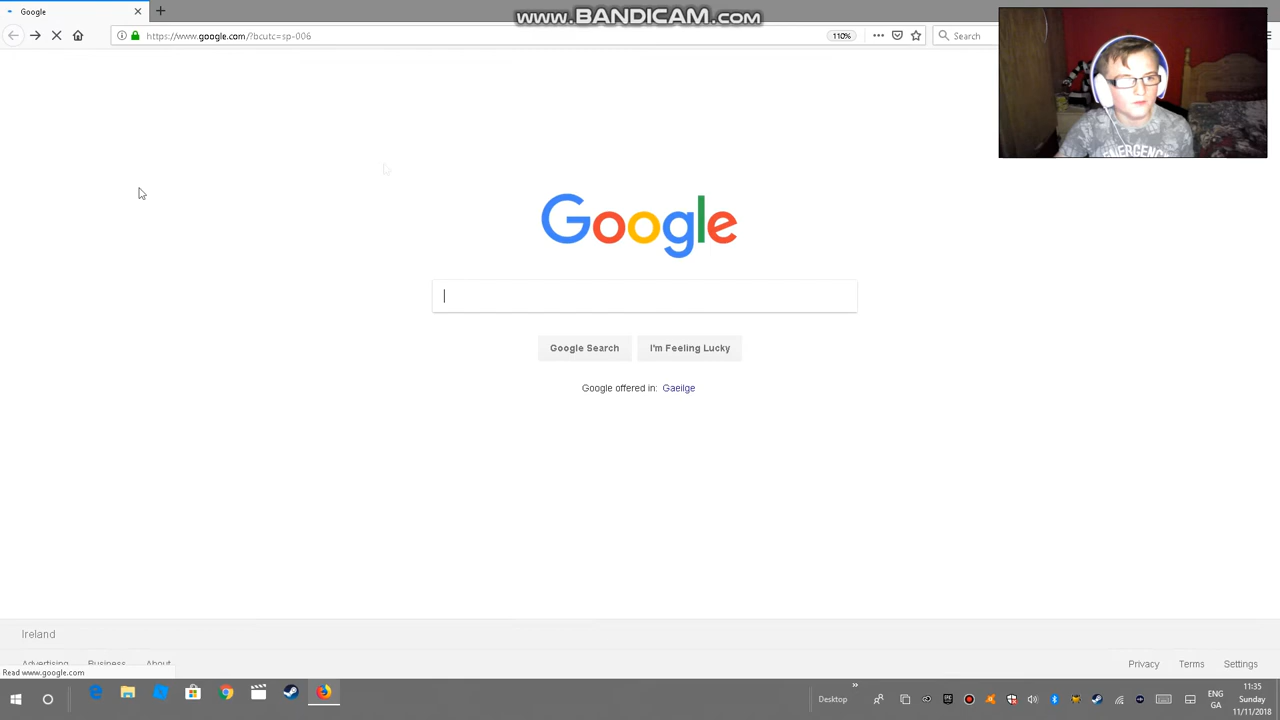 Google
WWW.BANDICAM.COM
https://www.google.com/?bcutc=sp-006
110%
Search
EMERGENC
Google
Google Search
I'm Feeling Lucky
Google offered in: Gaeilge
Ireland
Advertising Business About
Privacy Terms Settings
Read www.google.com
Desktop
ENG
GA
11:35
Sunday
11/11/2018